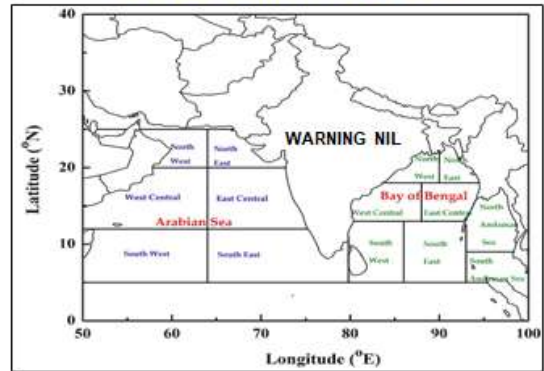 40
30
20
10
0
Latitude (°N)
WARNING NIL
North
West
North
East
West Central
East Central
Arabian Sea
South West
South East
North
West
North
East
Bay of Bengal
West Central
East Central
South
West
South
East
North
Andaman
Sea
South
Andaman Sea
50
60
70
80
90
100
Longitude (°E)